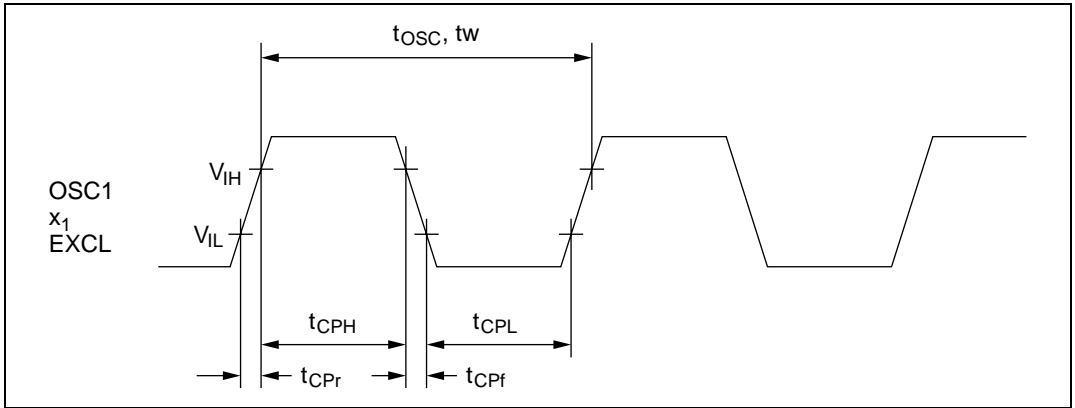 tOSC, tw
VIH
OSC1
x1
EXCL
VIL
tCPH
tCPL
tCPr
tCPf